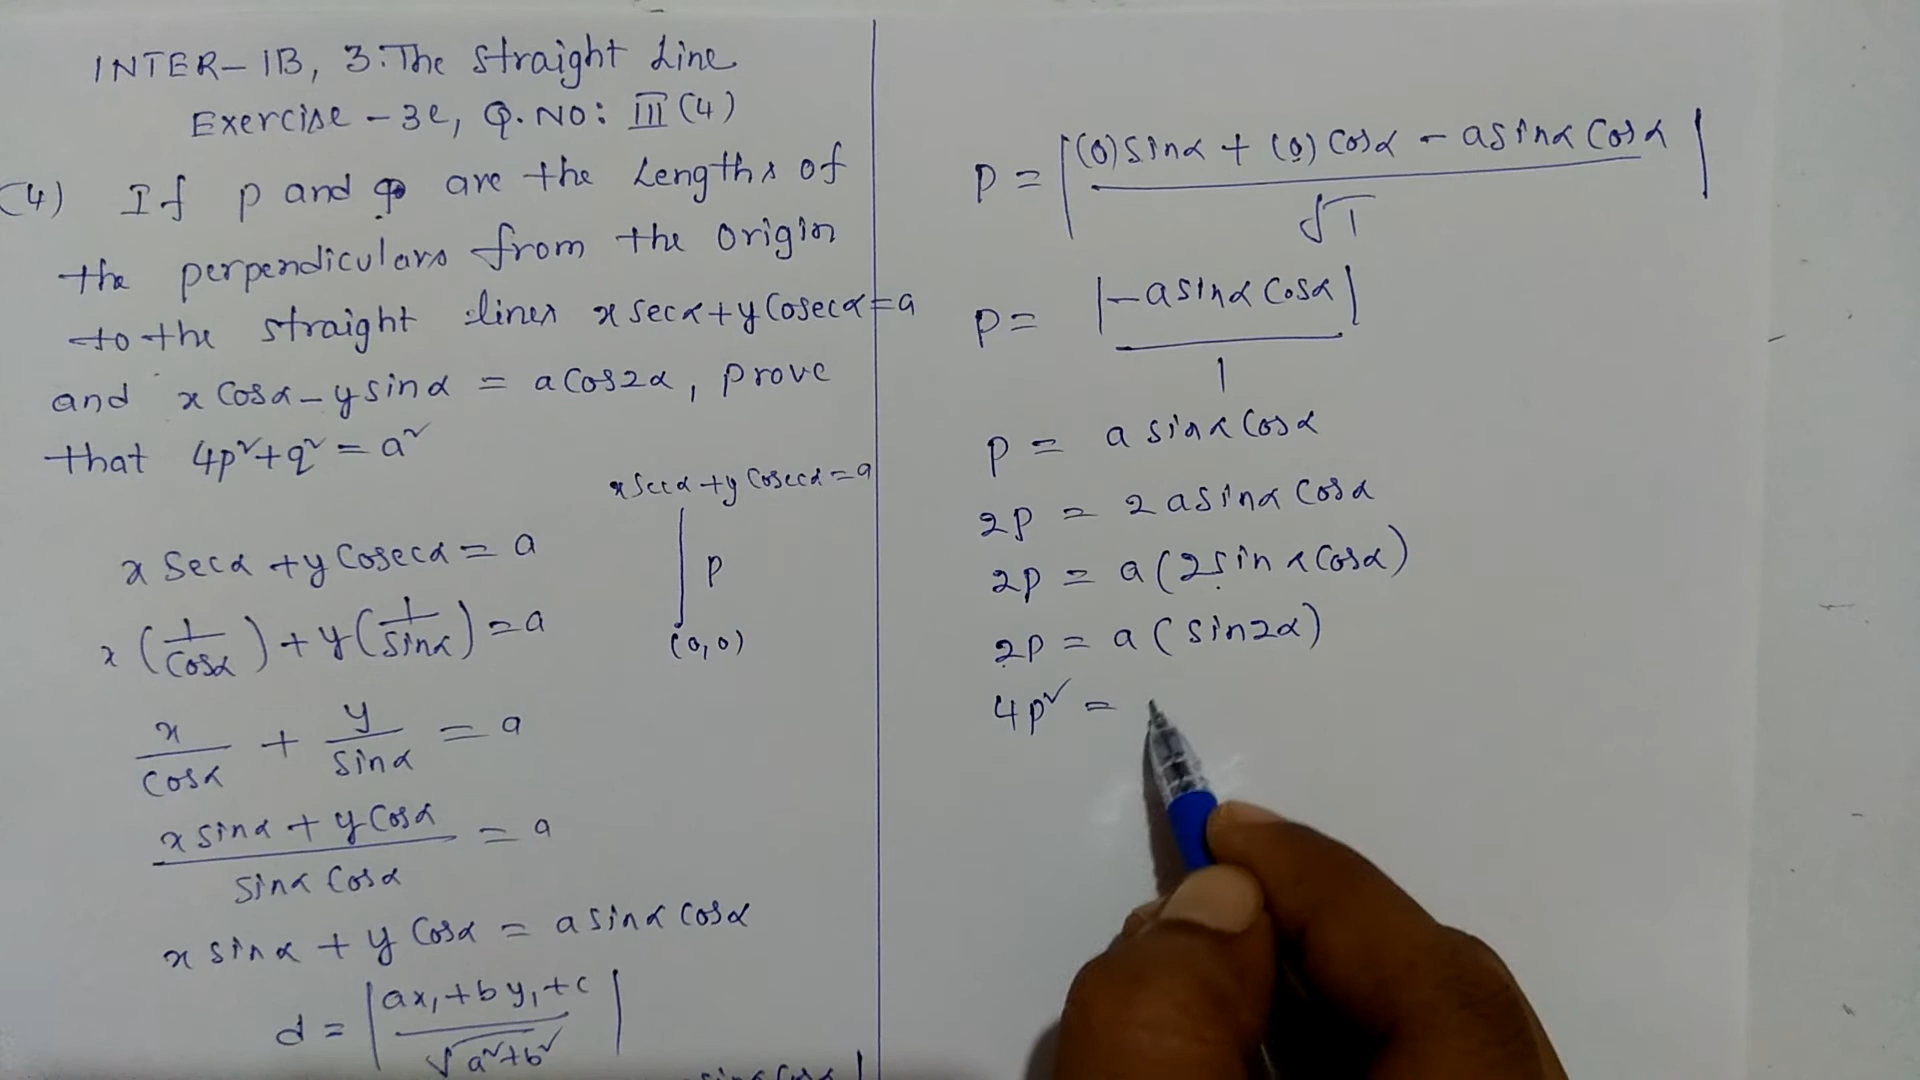 INTER-IB, 3.The straight Line
Exercise - 3e, Q.NO: III (4)
(4) If p and q are the Lengths of
the perpendiculars from the origin
to the straight lines x secα + y Cosecα = a
and x Cosα - y sinα = a Cos2α, prove
that 4p² + q² = a²
x Secα + y Cosecα = a
p
(0,0)
x Secα + y Cosecα = a
x (1/Cosα) + y (1/Sinα) = a
x/Cosα + y/Sinα = a
x sinα + y Cosα / Sinα Cosα = a
x sinα + y Cosα = a sinα Cosα
d = |ax₁ + by₁ + c / √a² + b²|
P = |(0) Sinα + (0) Cosα - a sinα Cosα / √1|
P = |-a sinα Cosα| / 1
P = a sinα Cosα
2P = 2 a sinα Cosα
2P = a (2 sinα Cosα)
2P = a (Sin2α)
4P² =